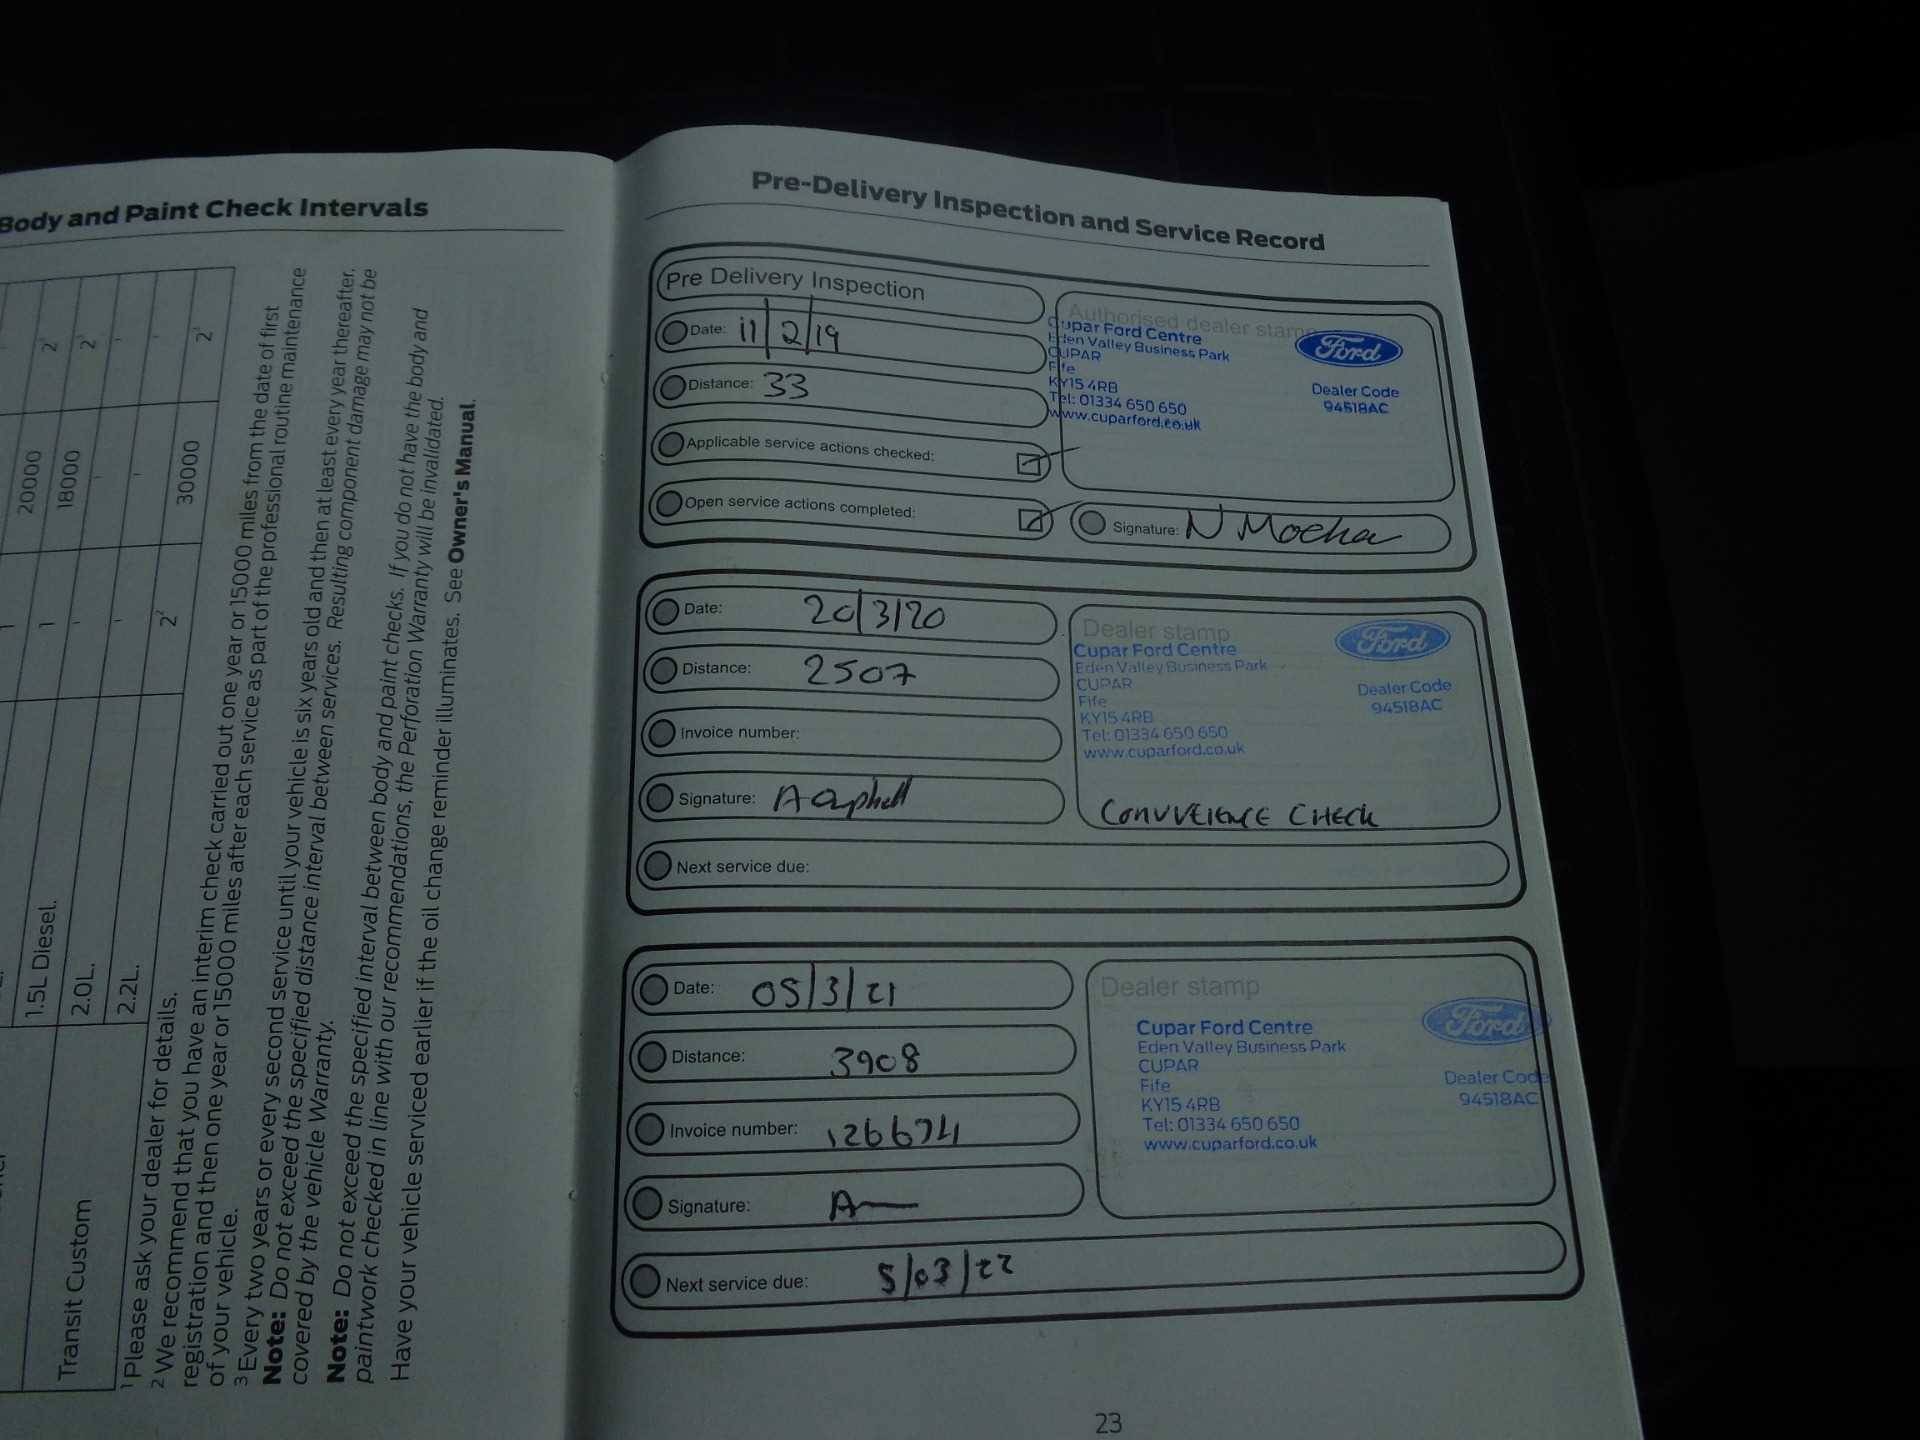 Body and Paint Check Intervals
2³
20000
1
1.5L Diesel.
2³
18000
-
2.0L.
-
-
-
2.2L.
Transit Custom
2³
30000
2²
¹ Please ask your dealer for details.
² We recommend that you have an interim check carried out one year or 15000 miles from the date of first
registration and then one year or 15000 miles after each service as part of the professional routine maintenance
of your vehicle.
³ Every two years or every second service until your vehicle is six years old and then at least every year thereafter.
Note: Do not exceed the specified distance interval between services. Resulting component damage may not be
covered by the vehicle Warranty.
Note: Do not exceed the specified interval between body and paint checks. If you do not have the body and
paintwork checked in line with our recommendations, the Perforation Warranty will be invalidated.
Have your vehicle serviced earlier if the oil change reminder illuminates. See Owner's Manual.
Pre-Delivery Inspection and Service Record
Pre Delivery Inspection
Date: 11/2/19
Distance: 33
Applicable service actions checked:
Open service actions completed:
Authorised dealer stamp
Cupar Ford Centre
Eden Valley Business Park
CUPAR
Fife
KY15 4RB
Tel: 01334 650 650
www.cuparford.co.uk
Ford
Dealer Code
94518AC
Signature: N
Date: 20/3/20
Distance: 2507
Invoice number:
Signature: A
Next service due:
Dealer stamp
Cupar Ford Centre
Eden Valley Business Park
CUPAR
Fife
KY15 4RB
Tel: 01334 650 650
www.cuparford.co.uk
Ford
Dealer Code
94518AC
CONVVEIENCE CHECK
Date: 05/3/21
Distance: 3908
Invoice number:
Signature: A
Next service due: 5/03/22
Dealer stamp
Cupar Ford Centre
Eden Valley Business Park
CUPAR
Fife
KY15 4RB
Tel: 01334 650 650
www.cuparford.co.uk
Ford
Dealer Code
94518AC
23